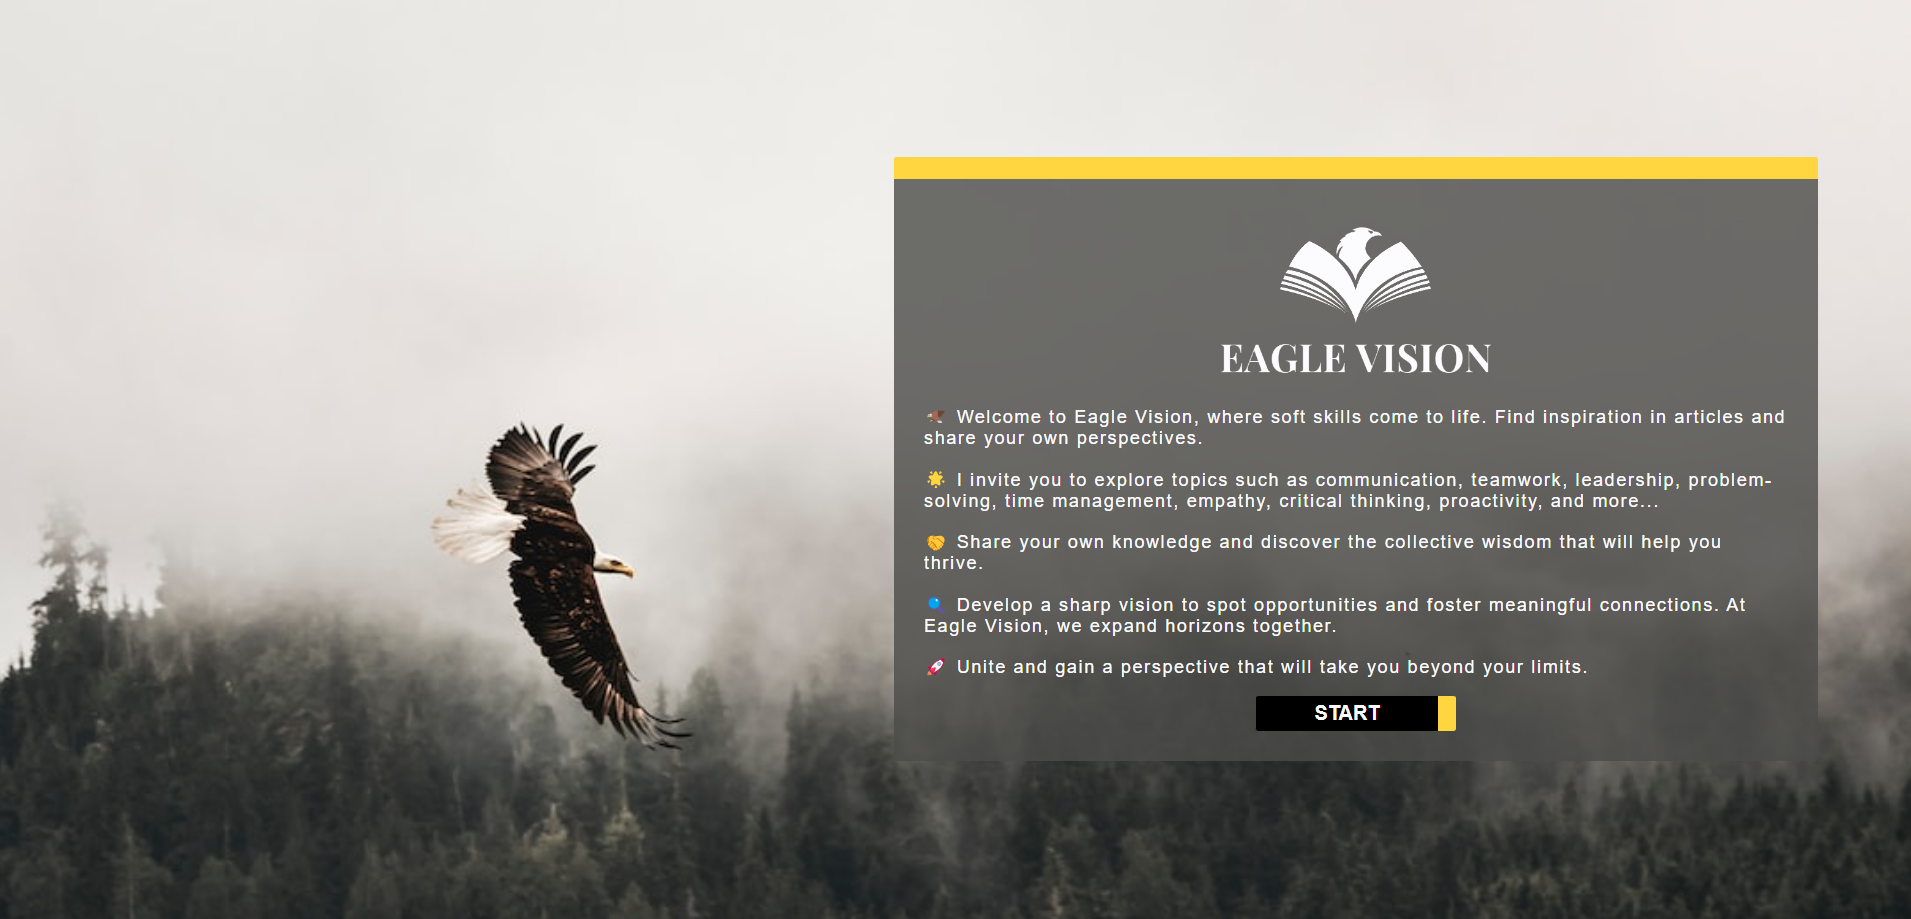 EAGLE VISION
Welcome to Eagle Vision, where soft skills come to life. Find inspiration in articles and
share your own perspectives.
I invite you to explore topics such as communication, teamwork, leadership, problem-
solving, time management, empathy, critical thinking, proactivity, and more...
Share your own knowledge and discover the collective wisdom that will help you
thrive.
Develop a sharp vision to spot opportunities and foster meaningful connections. At
Eagle Vision, we expand horizons together.
Unite and gain a perspective that will take you beyond your limits.
START